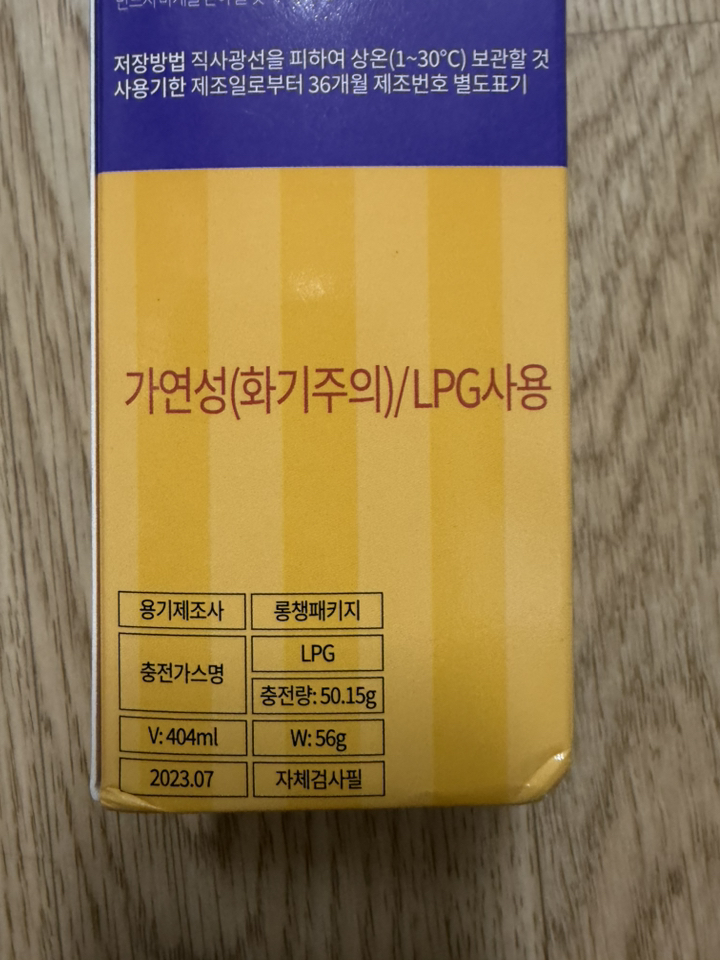 저장방법 직사광선을 피하여 상온(1~30℃) 보관할 것
사용기한 제조일로부터 36개월 제조번호 별도표기
가연성(화기주의)/LPG사용
용기제조사 롱챙패키지
충전가스명 LPG
충전량: 50.15g
V: 404ml W: 56g
2023.07 자체검사필